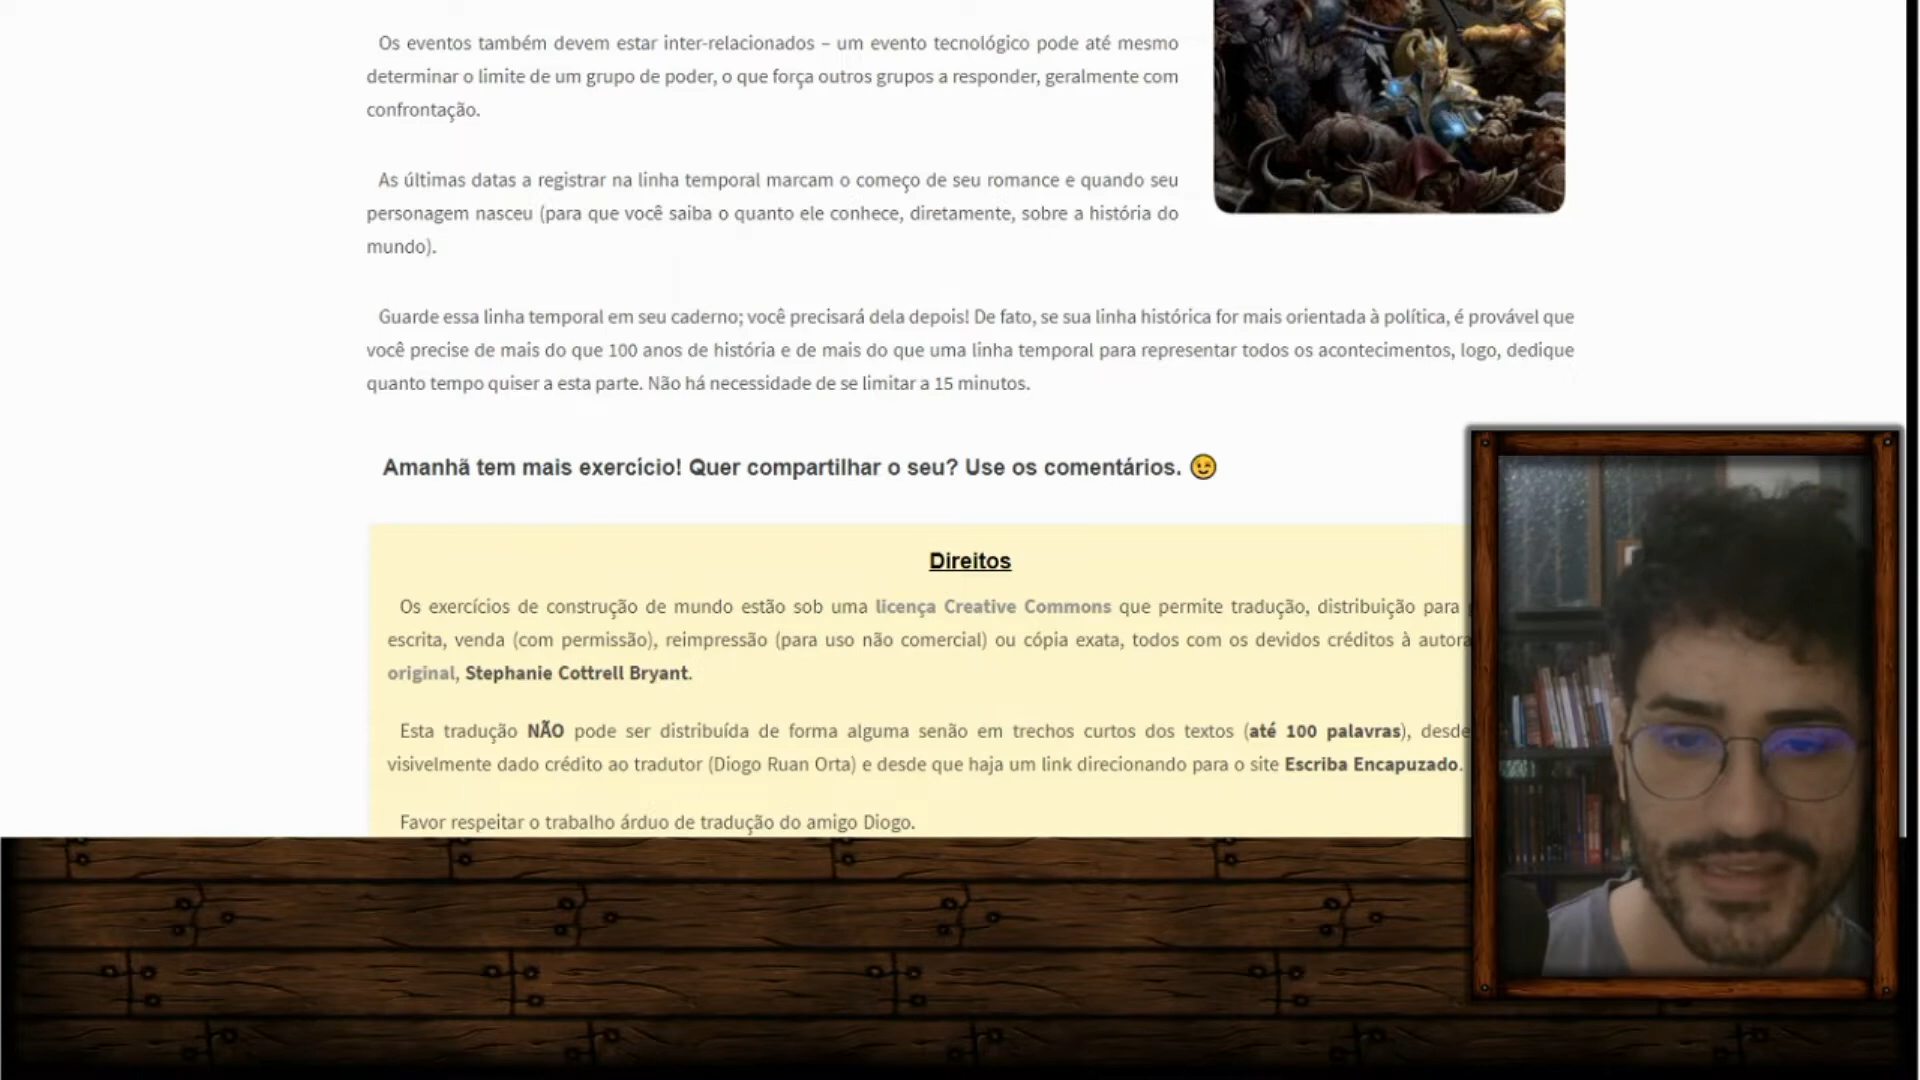 Os eventos também devem estar inter-relacionados – um evento tecnológico pode até mesmo
determinar o limite de um grupo de poder, o que força outros grupos a responder, geralmente com
confrontação.
As últimas datas a registrar na linha temporal marcam o começo de seu romance e quando seu
personagem nasceu (para que você saiba o quanto ele conhece, diretamente, sobre a história do
mundo).
Guarde essa linha temporal em seu caderno; você precisará dela depois! De fato, se sua linha histórica for mais orientada à política, é provável que
você precise de mais do que 100 anos de história e de mais do que uma linha temporal para representar todos os acontecimentos, logo, dedique
quanto tempo quiser a esta parte. Não há necessidade de se limitar a 15 minutos.
Amanhã tem mais exercício! Quer compartilhar o seu? Use os comentários. 😉
Direitos
Os exercícios de construção de mundo estão sob uma licença Creative Commons que permite tradução, distribuição para
escrita, venda (com permissão), reimpressão (para uso não comercial) ou cópia exata, todos com os devidos créditos à autora
original, Stephanie Cottrell Bryant.
Esta tradução NÃO pode ser distribuída de forma alguma senão em trechos curtos dos textos (até 100 palavras), desde
visivelmente dado crédito ao tradutor (Diogo Ruan Orta) e desde que haja um link direcionando para o site Escriba Encapuzado.
Favor respeitar o trabalho árduo de tradução do amigo Diogo.